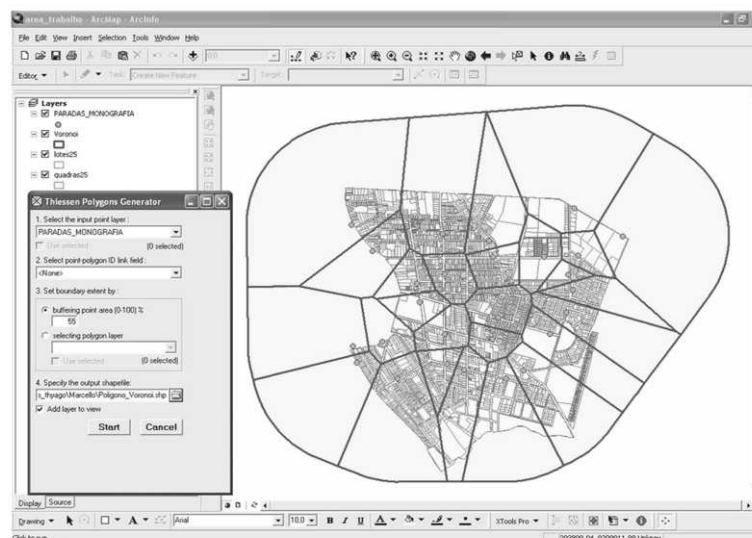 area_trabalho - ArcMap - ArcInfo
File Edit View Insert Selection Tools Window Help
Editor Task: Create New Feature Target:
Layers
PARADAS_MONOGRAFIA
Voronoi
lotes25
quadras25
Thiessen Polygons Generator
1. Select the input point layer :
PARADAS_MONOGRAFIA
Use selected (0 selected)
2. Select point-polygon ID link field :
<None>
3. Set boundary extent by :
buffering point area (0-100) %
55
selecting polygon layer
Use selected (0 selected)
4. Specify the output shapefile:
s_thyago\Marcello\Poligono_Voronoi.shp
Add layer to view
Start Cancel
Display Source
Drawing A Arial 10,0 B I U A XTools Pro